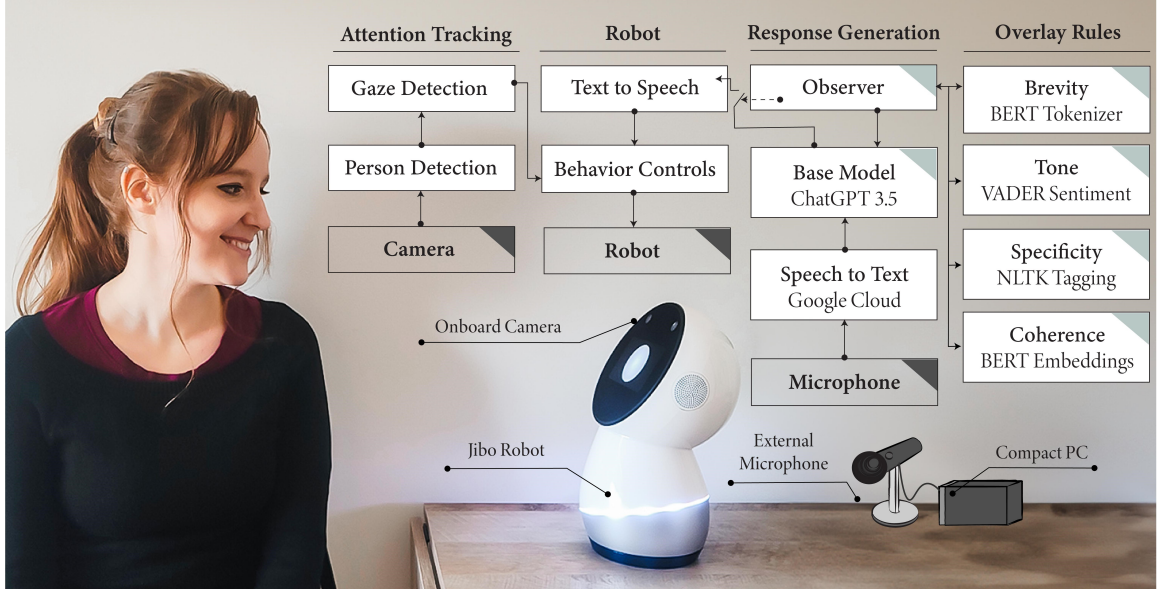 Attention Tracking
Gaze Detection
Person Detection
Camera
Robot
Text to Speech
Behavior Controls
Robot
Response Generation
Observer
Base Model
ChatGPT 3.5
Speech to Text
Google Cloud
Microphone
Overlay Rules
Brevity
BERT Tokenizer
Tone
VADER Sentiment
Specificity
NLTK Tagging
Coherence
BERT Embeddings
Onboard Camera
Jibo Robot
External
Microphone
Compact PC